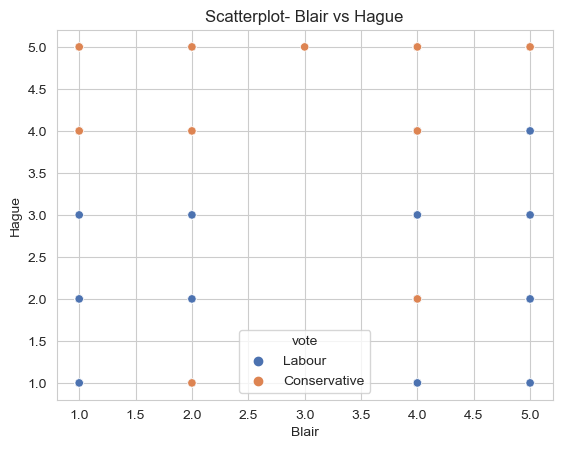 Scatterplot- Blair vs Hague
5.0
4.5
4.0
3.5
3.0
2.5
2.0
1.5
1.0
Hague
vote
Labour
Conservative
1.0 1.5 2.0 2.5 3.0 3.5 4.0 4.5 5.0
Blair